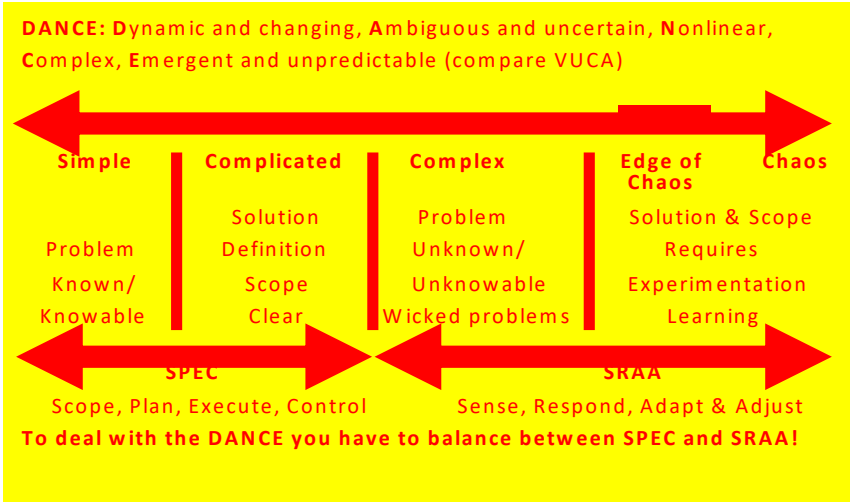 DANCE: Dynamic and changing, Ambiguous and uncertain, Nonlinear,
Complex, Emergent and unpredictable (compare VUCA)
Simple
Complicated
Complex
Edge of
Chaos
Chaos
Problem
Known/
Knowable
Solution
Definition
Scope
Clear
Problem
Unknown/
Unknowable
Wicked problems
Solution & Scope
Requires
Experimentation
Learning
SPEC
Scope, Plan, Execute, Control
SRAA
Sense, Respond, Adapt & Adjust
To deal with the DANCE you have to balance between SPEC and SRAA!